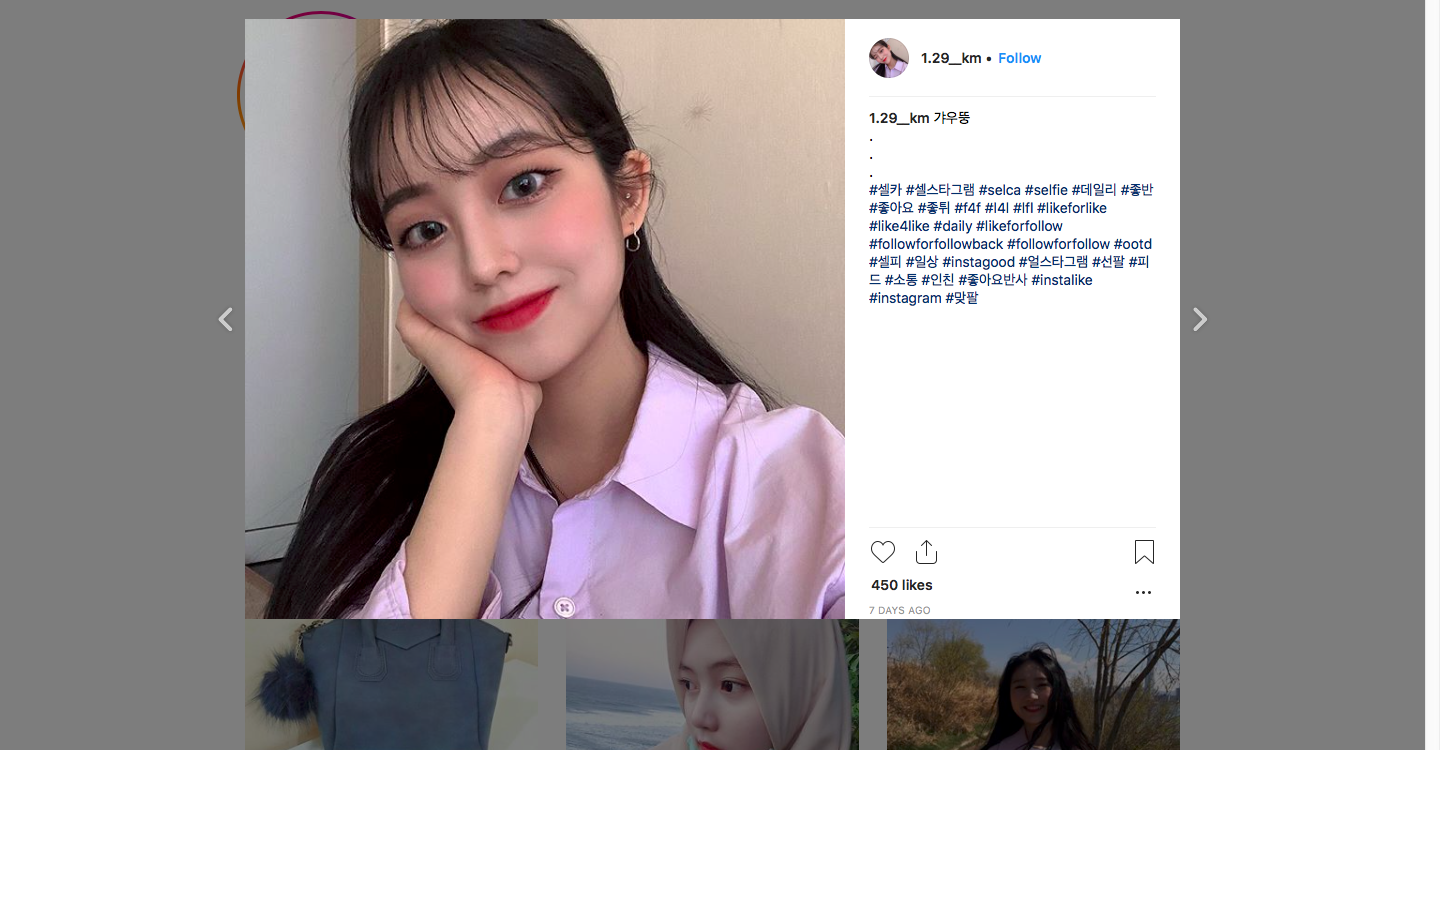 1.29__km • Follow
1.29__km 갸우뚱
.
.
.
#셀카 #셀스타그램 #selca #selfie #데일리 #좋반
#좋아요 #좋튀 #f4f #l4l #lfl #likeforlike
#like4like #daily #likeforfollow
#followforfollowback #followforfollow #ootd
#셀피 #일상 #instagood #얼스타그램 #선팔 #피
드 #소통 #인친 #좋아요반사 #instalike
#instagram #맞팔
450 likes
7 DAYS AGO